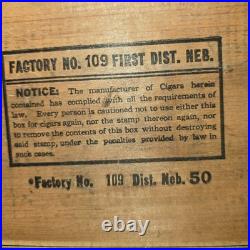 FACTORY NO. 109 FIRST DIST. NEB.
NOTICE: The manufacturer of Cigars herein
contained has complied with all the requirements of
law. Every person is cautioned not to use either this
box for cigars again, nor the stamp thereon again, nor
to remove the contents of this box without destroying
said stamp, under the penalties provided by law in
such cases.
•Factory No. 109 Dist. Neb. 50